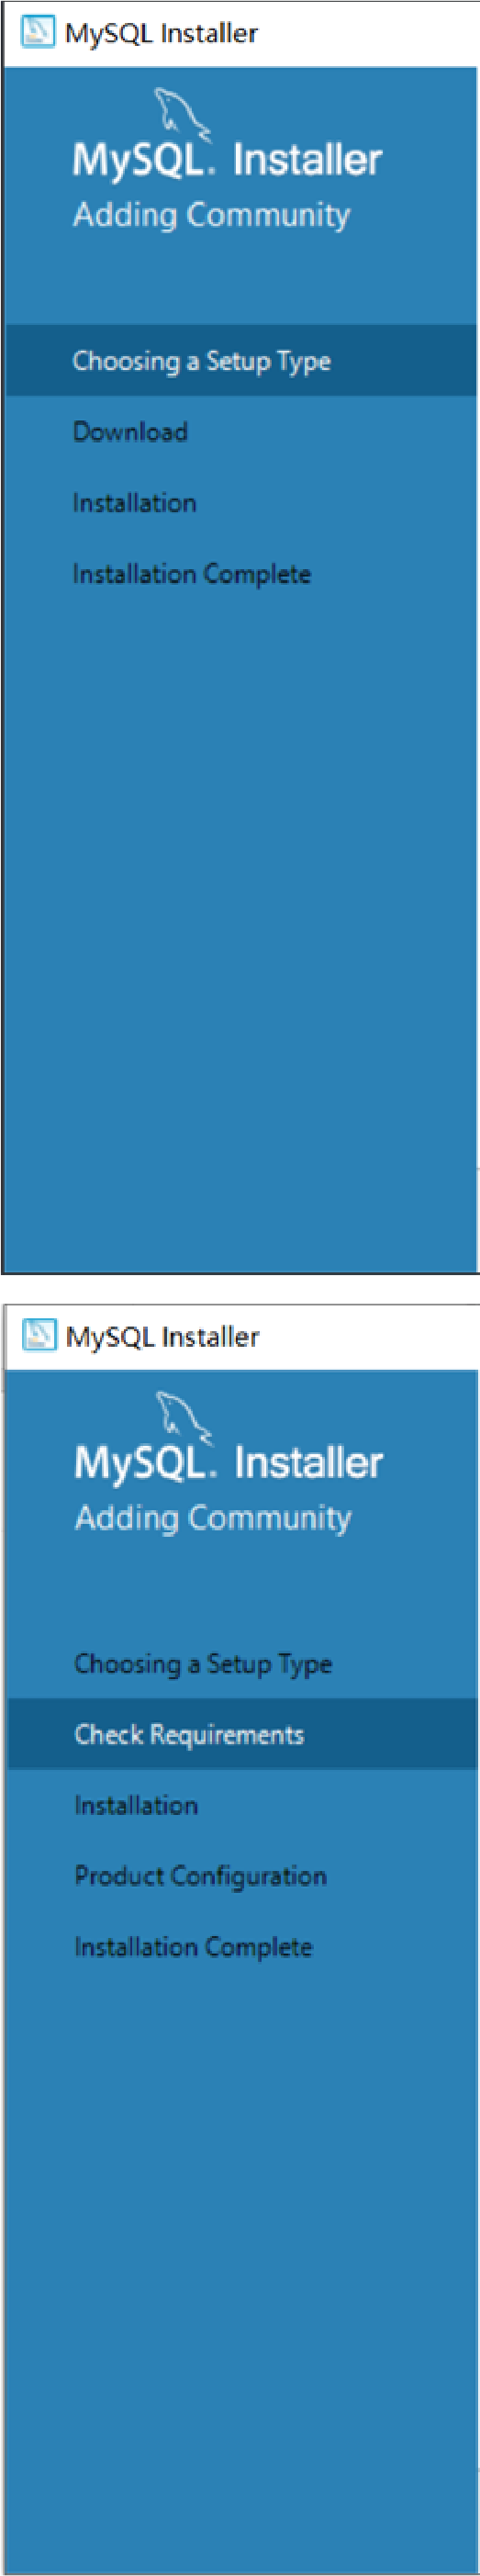 MySQL Installer
MySQL. Installer
Adding Community
Choosing a Setup Type
Download
Installation
Installation Complete
MySQL Installer
MySQL. Installer
Adding Community
Choosing a Setup Type
Check Requirements
Installation
Product Configuration
Installation Complete